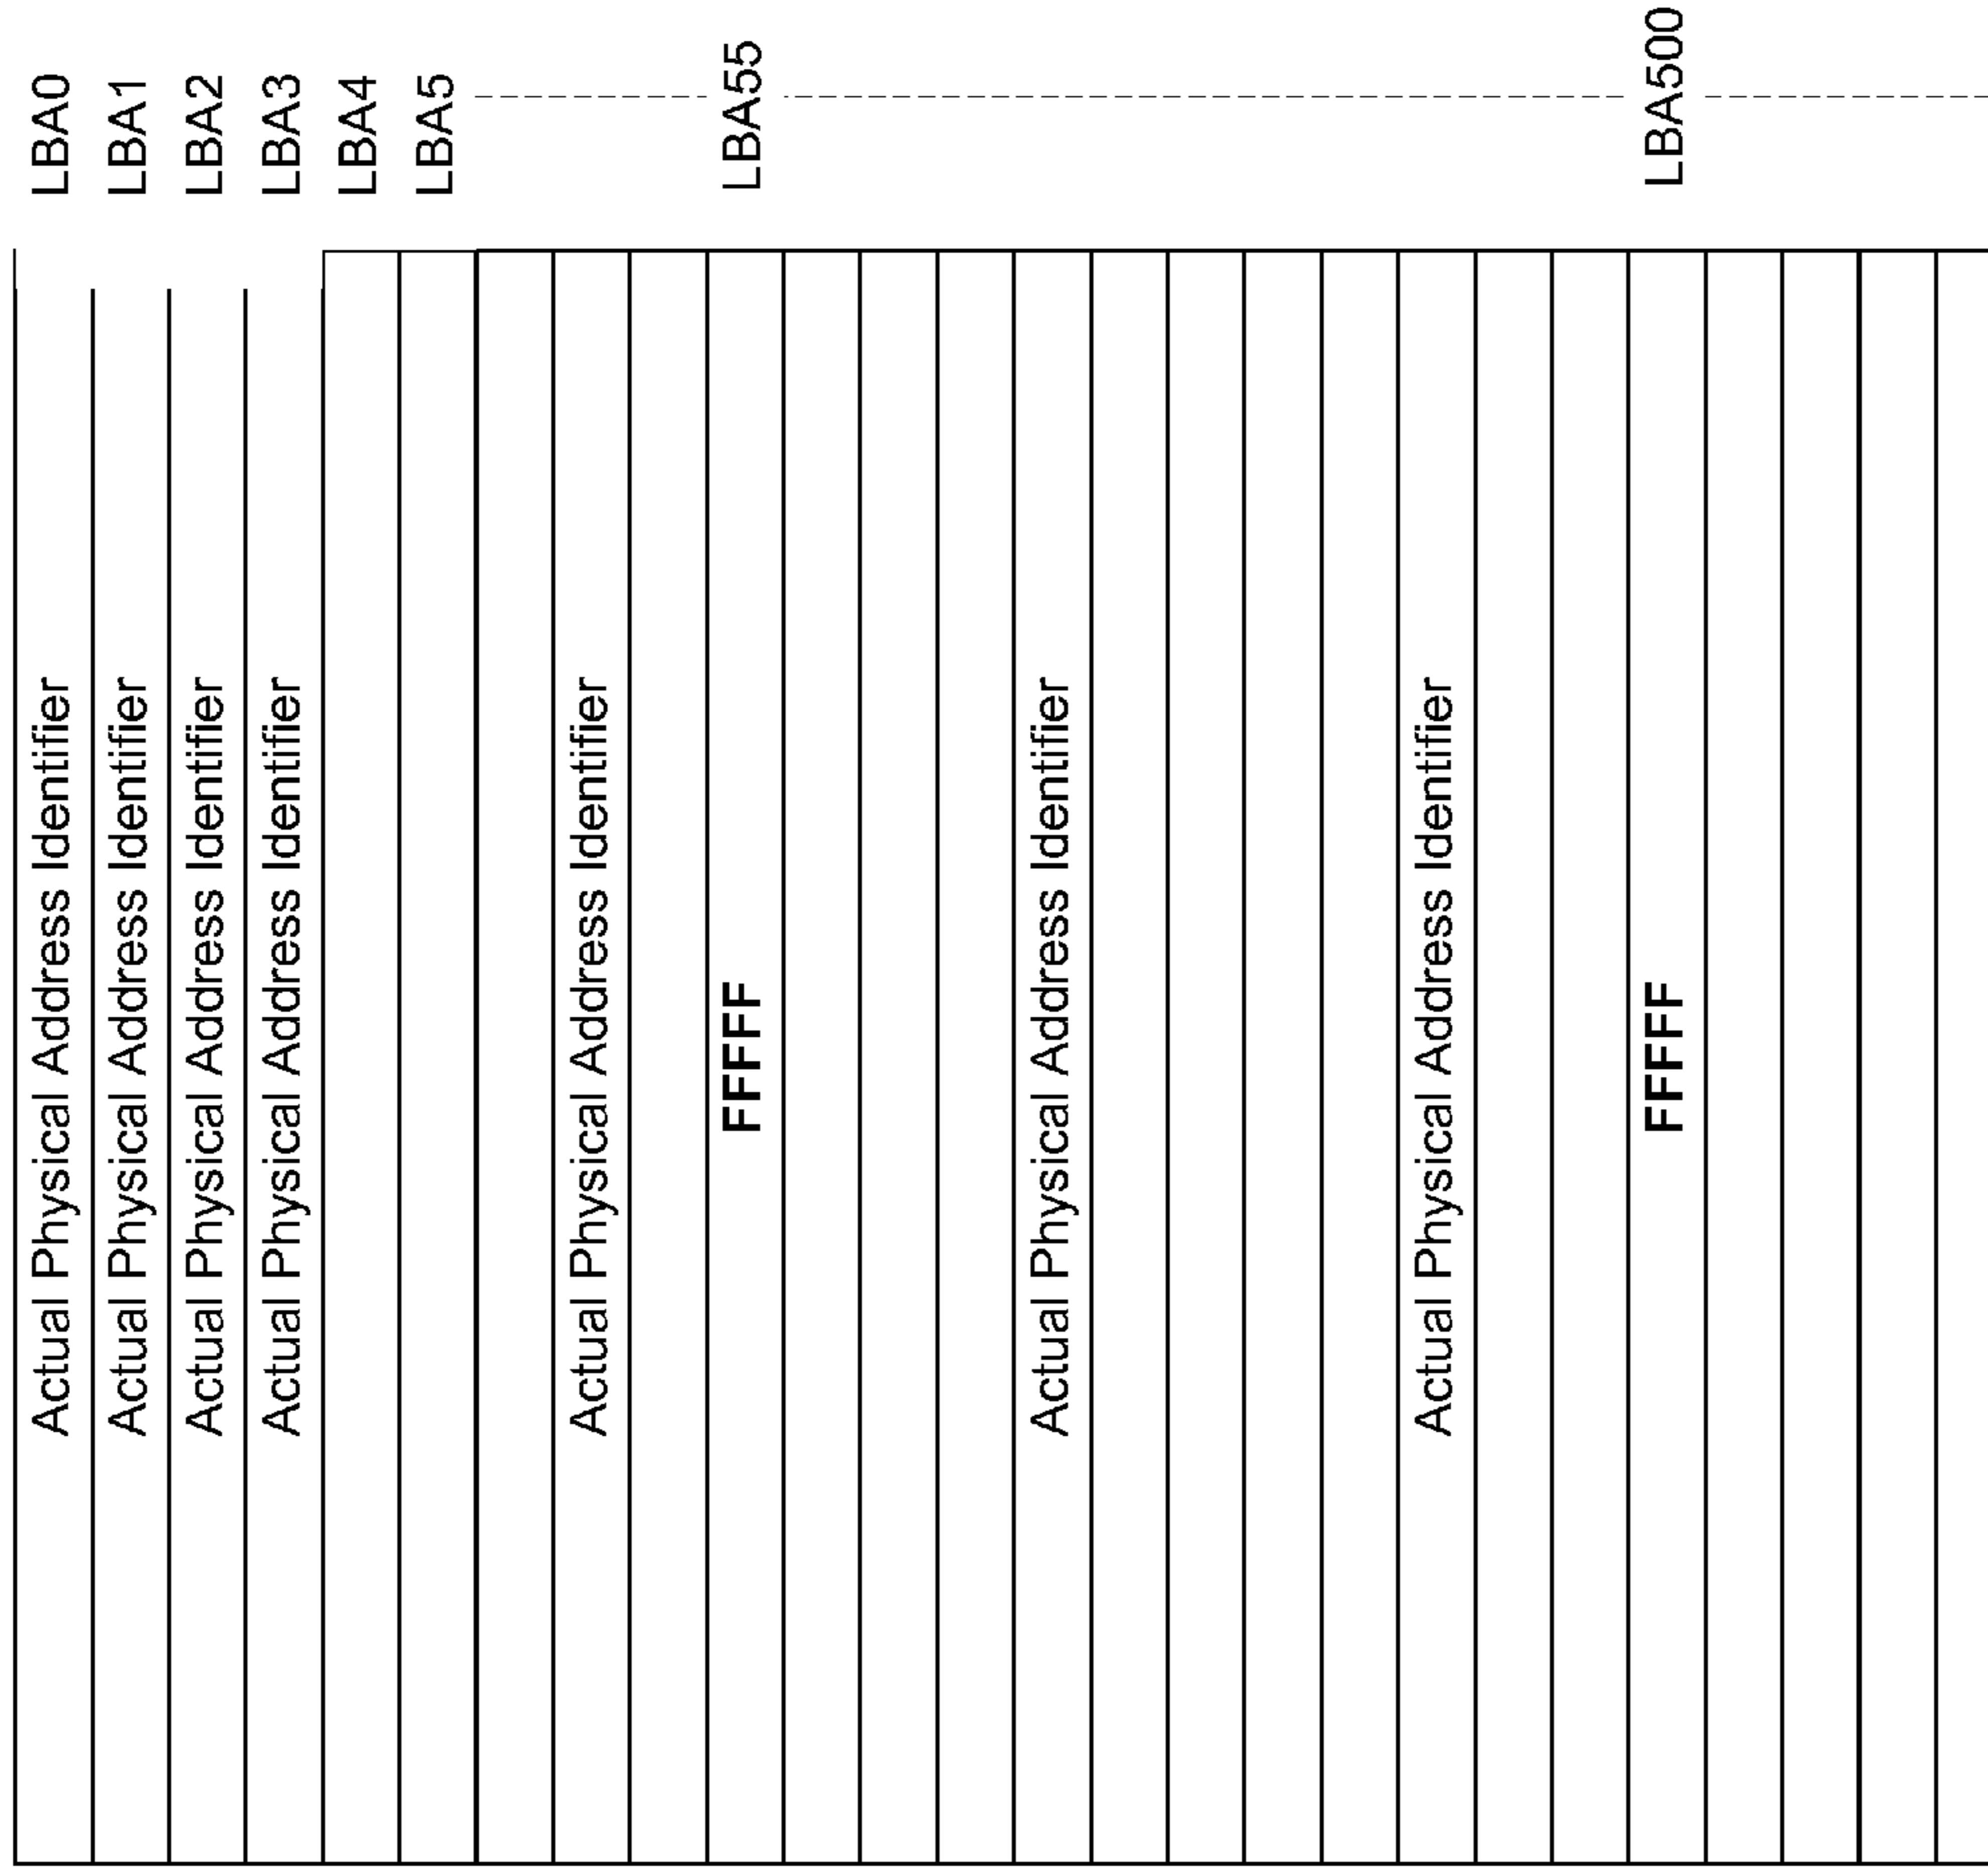 Actual Physical Address Identifier LBA0
Actual Physical Address Identifier LBA1
Actual Physical Address Identifier LBA2
Actual Physical Address Identifier LBA3
LBA4
LBA5
Actual Physical Address Identifier
FFFFF LBA55
Actual Physical Address Identifier
Actual Physical Address Identifier
FFFFF LBA500